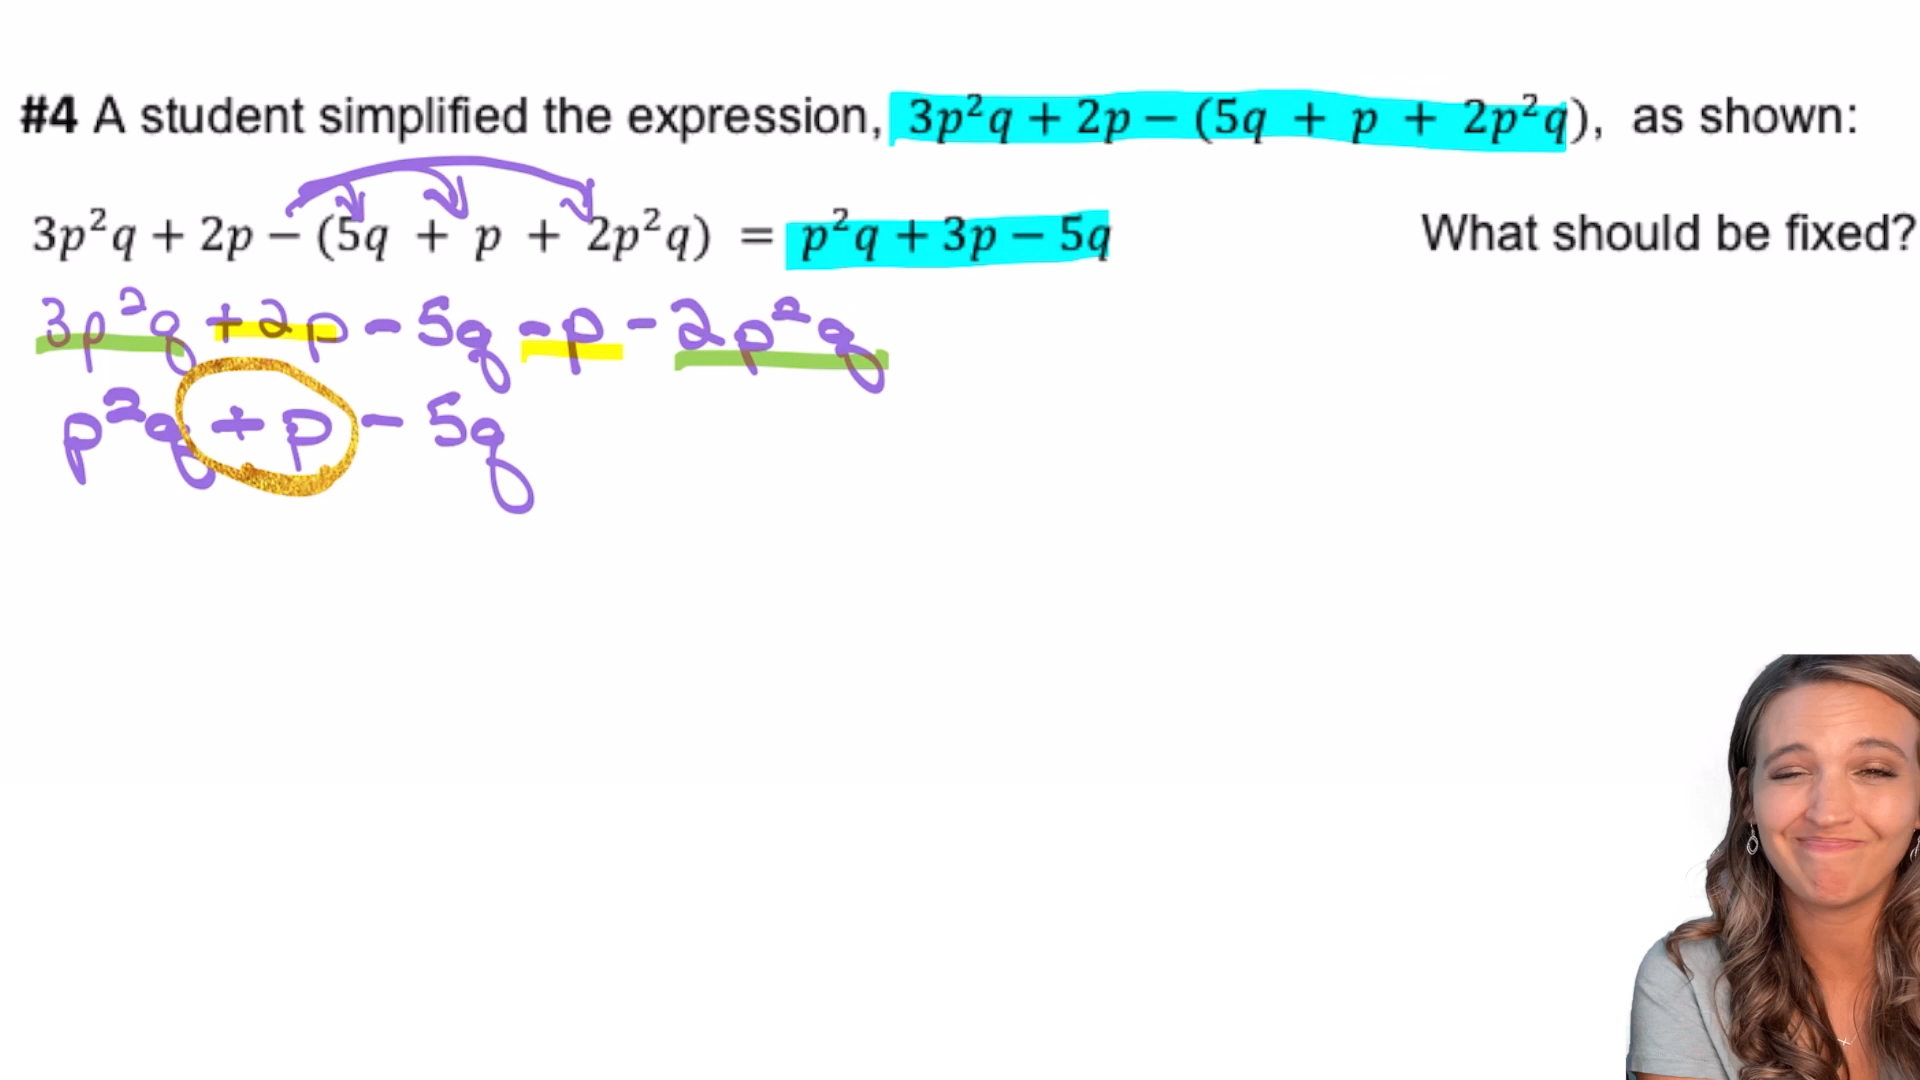 #4 A student simplified the expression, 3p²q + 2p − (5q + p + 2p²q), as shown:
3p²q + 2p − (5q + p + 2p²q) = p²q + 3p − 5q What should be fixed?
3p²q +2p − 5q −p − 2p²q
p²q + p − 5q